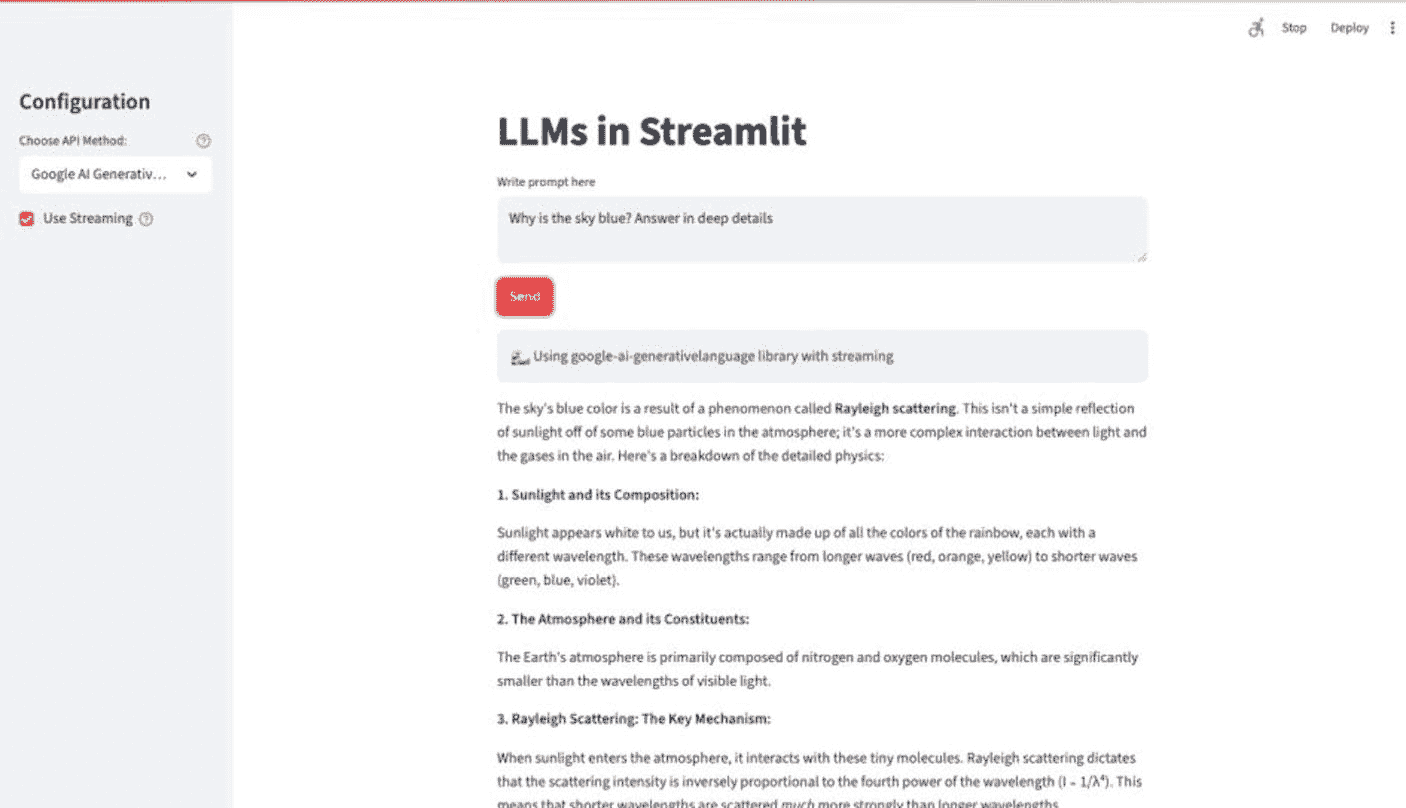 Stop
Deploy
Configuration
Choose API Method:
Google AI Generativ...
Use Streaming
LLMs in Streamlit
Write prompt here
Why is the sky blue? Answer in deep details
Send
Using google-ai-generativelanguage library with streaming
The sky's blue color is a result of a phenomenon called Rayleigh scattering. This isn't a simple reflection
of sunlight off of some blue particles in the atmosphere; it's a more complex interaction between light and
the gases in the air. Here's a breakdown of the detailed physics:
1. Sunlight and its Composition:
Sunlight appears white to us, but it's actually made up of all the colors of the rainbow, each with a
different wavelength. These wavelengths range from longer waves (red, orange, yellow) to shorter waves
(green, blue, violet).
2. The Atmosphere and its Constituents:
The Earth's atmosphere is primarily composed of nitrogen and oxygen molecules, which are significantly
smaller than the wavelengths of visible light.
3. Rayleigh Scattering: The Key Mechanism:
When sunlight enters the atmosphere, it interacts with these tiny molecules. Rayleigh scattering dictates
that the scattering intensity is inversely proportional to the fourth power of the wavelength (I ~ 1/λ⁴). This
means that shorter wavelengths are scattered much more strongly than longer wavelengths.